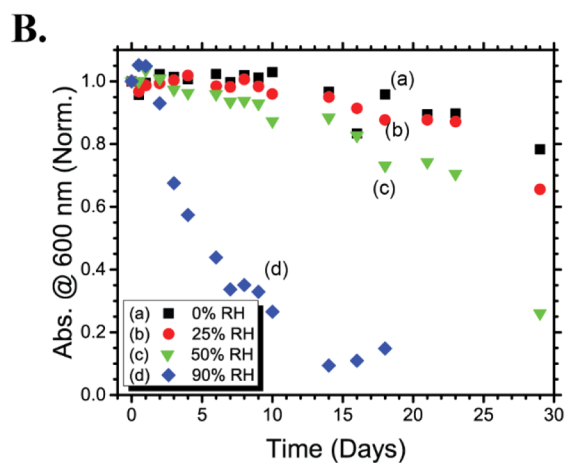 B.
Abs. @ 600 nm (Norm.)
1.0
0.8
0.6
0.4
0.2
0.0
(a)
(b)
(c)
(d)
(a) 0% RH
(b) 25% RH
(c) 50% RH
(d) 90% RH
0 5 10 15 20 25 30
Time (Days)